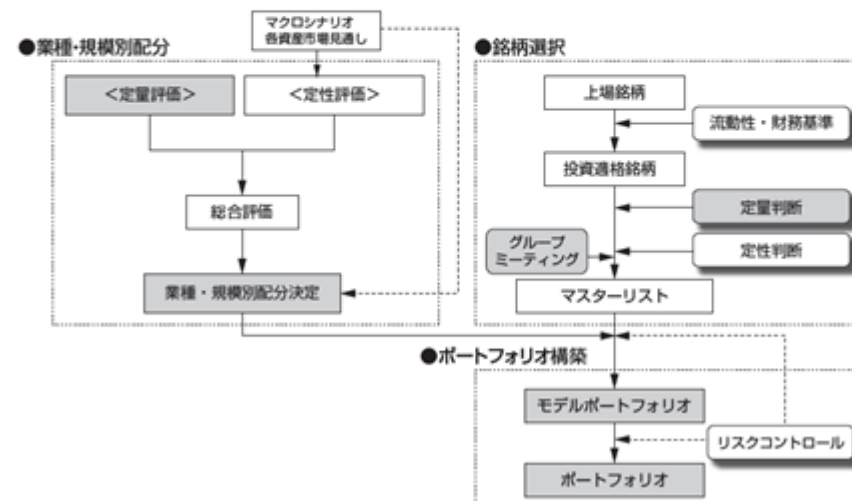 マクロシナリオ
各資産市場見通し
●業種・規模別配分
<定量評価>
<定性評価>
総合評価
業種・規模別配分決定
●銘柄選択
上場銘柄
流動性・財務基準
投資適格銘柄
定量判断
グループ
ミーティング
定性判断
マスターリスト
●ポートフォリオ構築
モデルポートフォリオ
リスクコントロール
ポートフォリオ